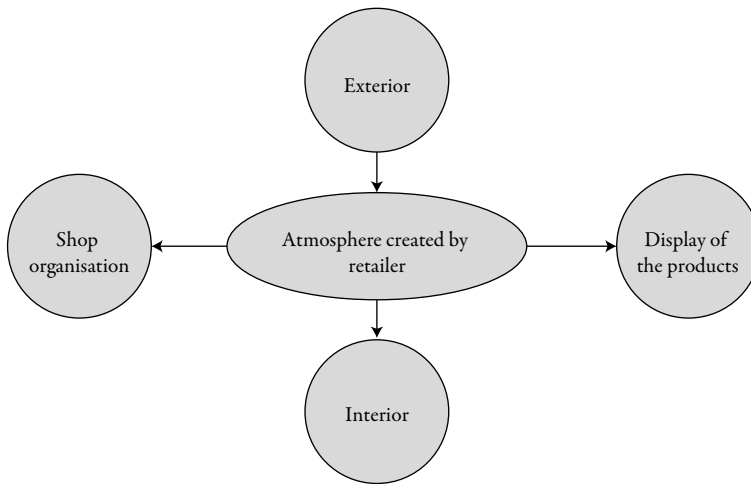 Exterior
Shop
organisation
Atmosphere created by
retailer
Display of
the products
Interior